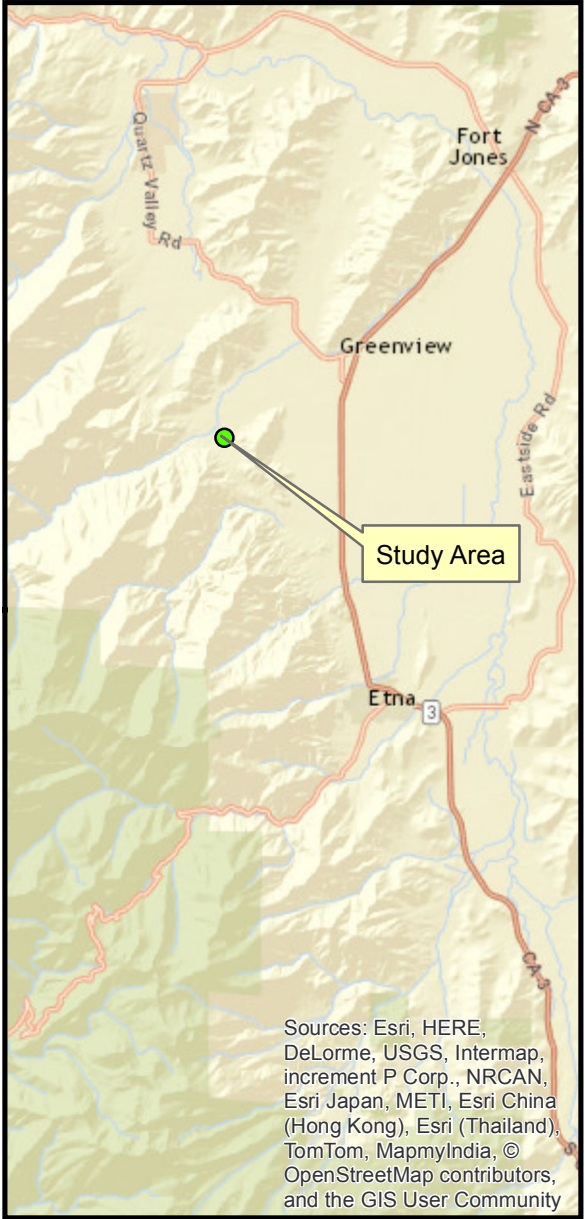 N CA-3
Fort
Jones
Quartz Valley
Rd
Greenview
Eastside Rd
Study Area
Etna
3
CA-3
S
Sources: Esri, HERE,
DeLorme, USGS, Intermap,
increment P Corp., NRCAN,
Esri Japan, METI, Esri China
(Hong Kong), Esri (Thailand),
TomTom, MapmyIndia, ©
OpenStreetMap contributors,
and the GIS User Community